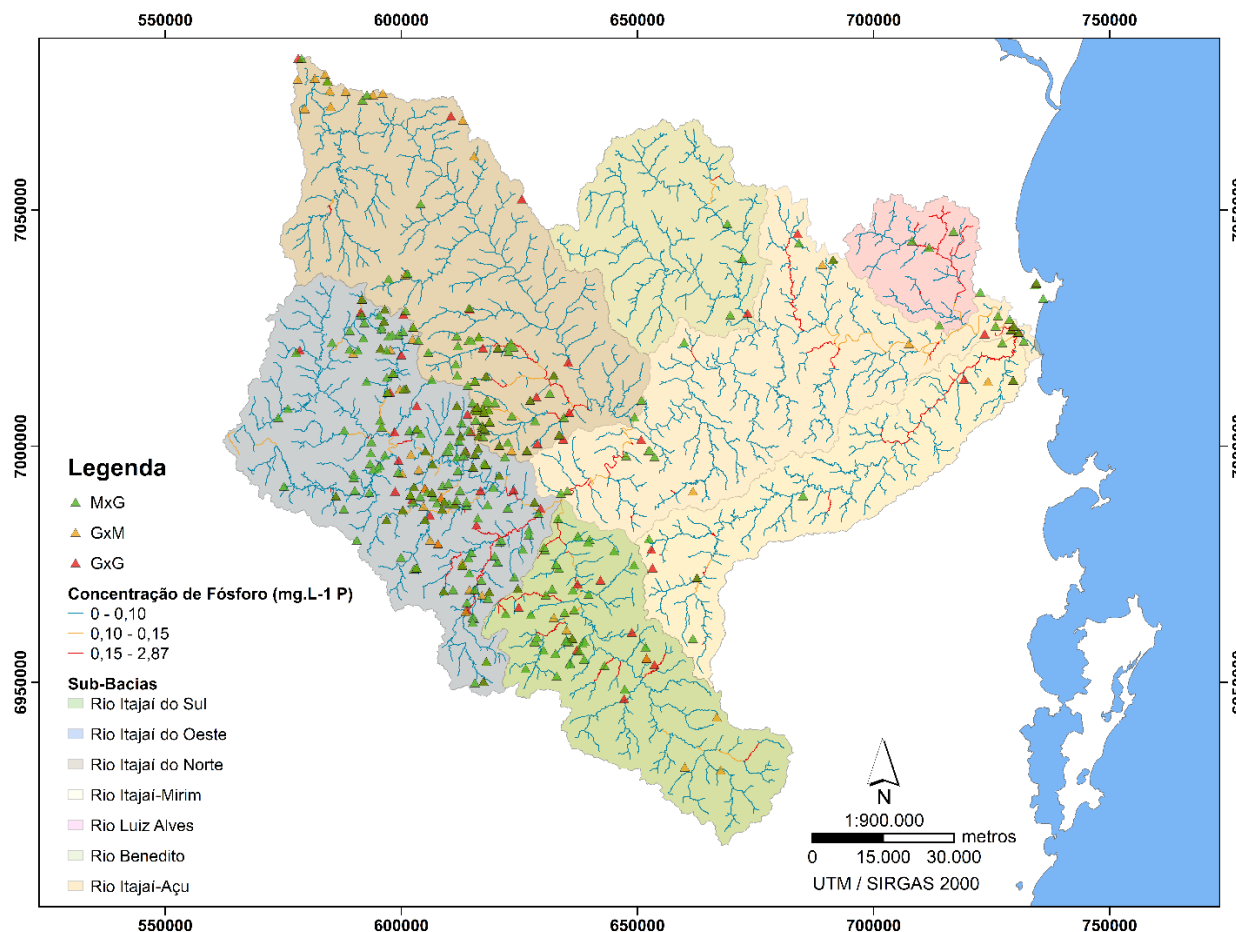 550000 600000 650000 700000 750000
7050000 7050000
7000000 7000000
6950000 6950000
Legenda
MxG
GxM
GxG
Concentração de Fósforo (mg.L-1 P)
0 - 0,10
0,10 - 0,15
0,15 - 2,87
Sub-Bacias
Rio Itajaí do Sul
Rio Itajaí do Oeste
Rio Itajaí do Norte
Rio Itajaí-Mirim
Rio Luiz Alves
Rio Benedito
Rio Itajaí-Açu
N
1:900.000
metros
0 15.000 30.000
UTM / SIRGAS 2000
550000 600000 650000 700000 750000